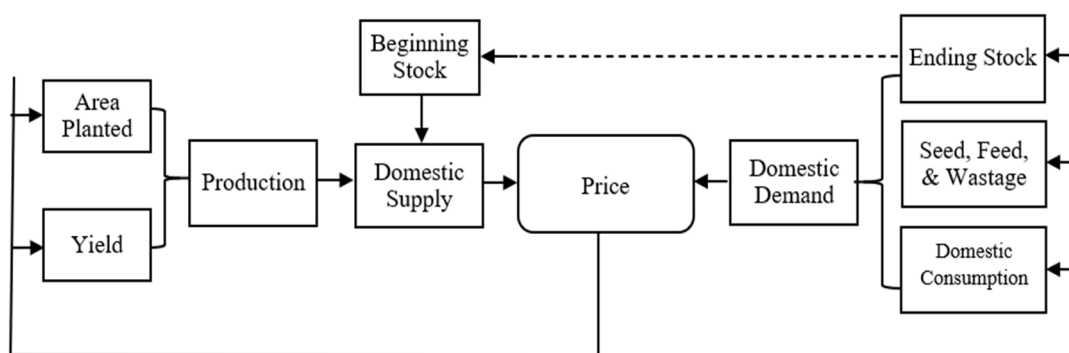 Beginning
Stock
Ending Stock
Area
Planted
Production
Domestic
Supply
Price
Domestic
Demand
Seed, Feed,
& Wastage
Yield
Domestic
Consumption